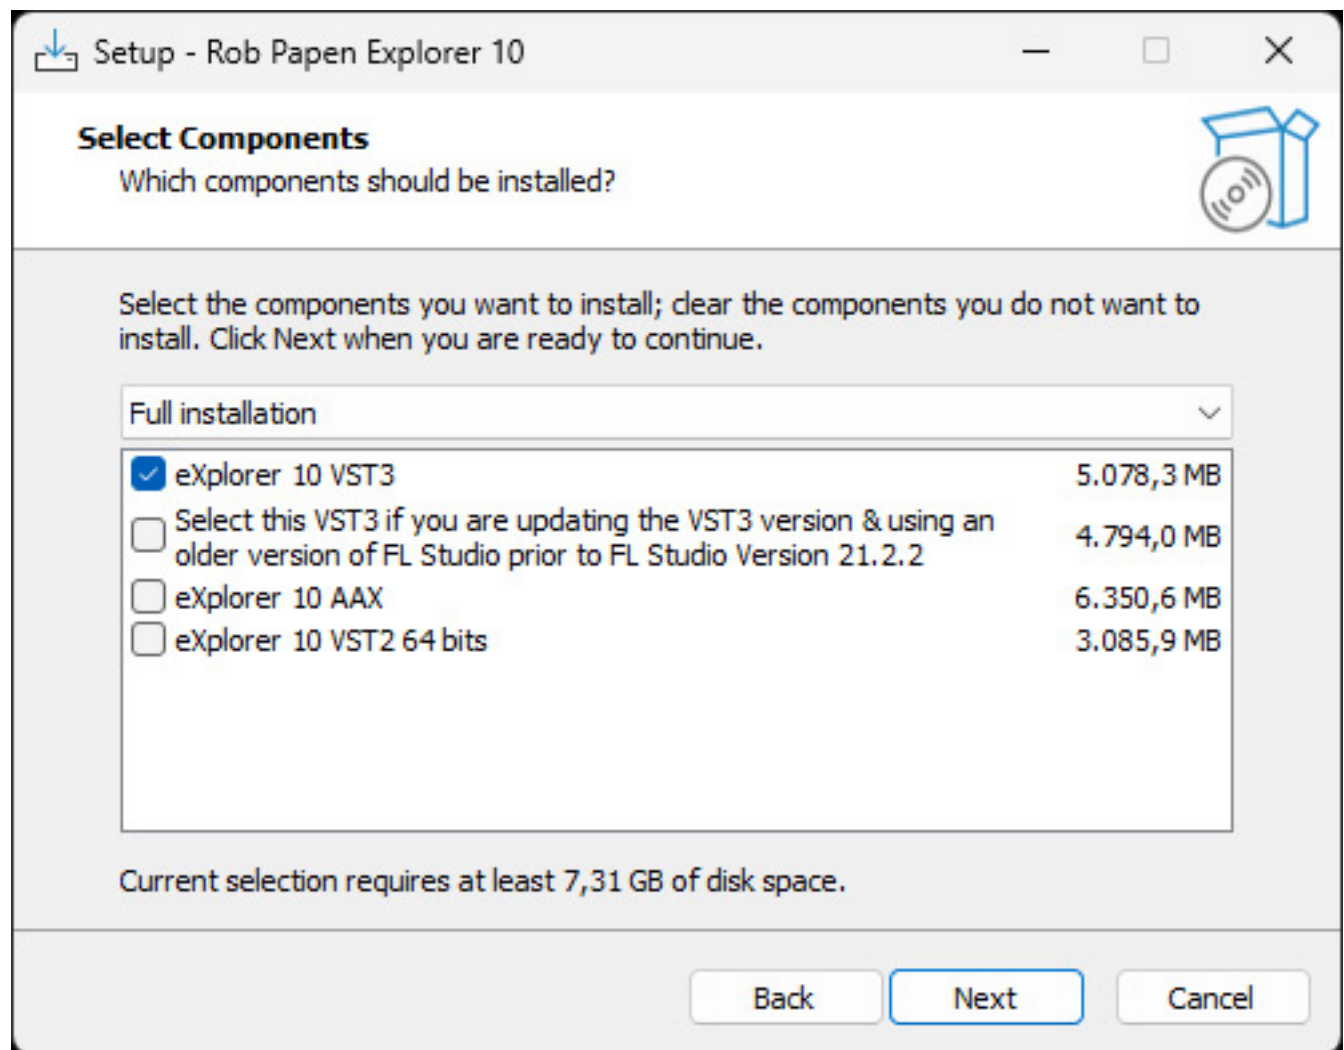 Setup - Rob Papen Explorer 10
Select Components
Which components should be installed?
Select the components you want to install; clear the components you do not want to
install. Click Next when you are ready to continue.
Full installation
eXplorer 10 VST3 5.078,3 MB
Select this VST3 if you are updating the VST3 version & using an
older version of FL Studio prior to FL Studio Version 21.2.2 4.794,0 MB
eXplorer 10 AAX 6.350,6 MB
eXplorer 10 VST2 64 bits 3.085,9 MB
Current selection requires at least 7,31 GB of disk space.
Back Next Cancel